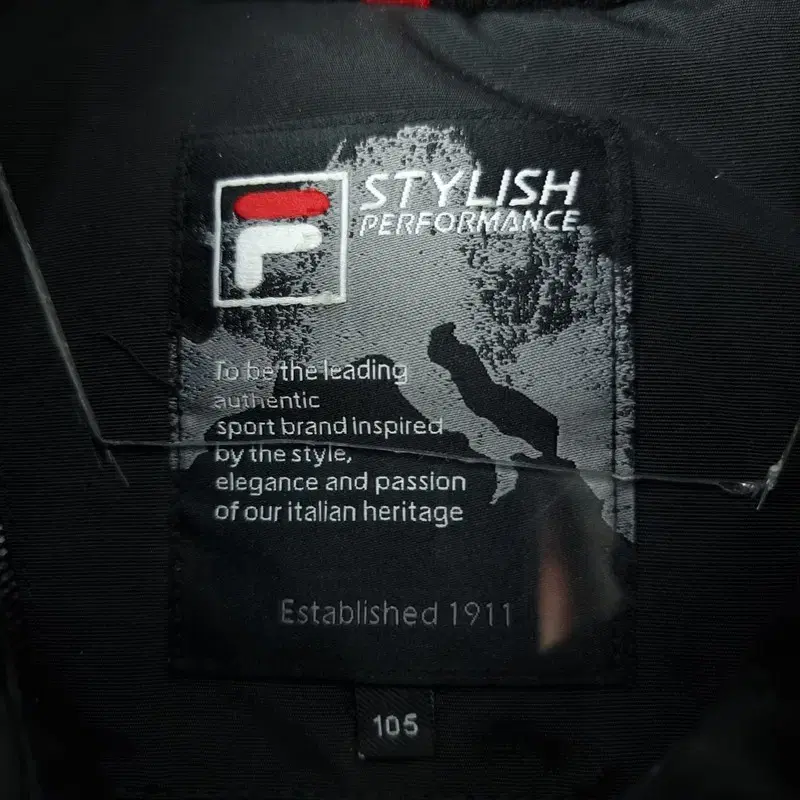 STYLISH
PERFORMANCE
To be the leading
authentic
sport brand inspired
by the style,
elegance and passion
of our italian heritage
Established 1911
105